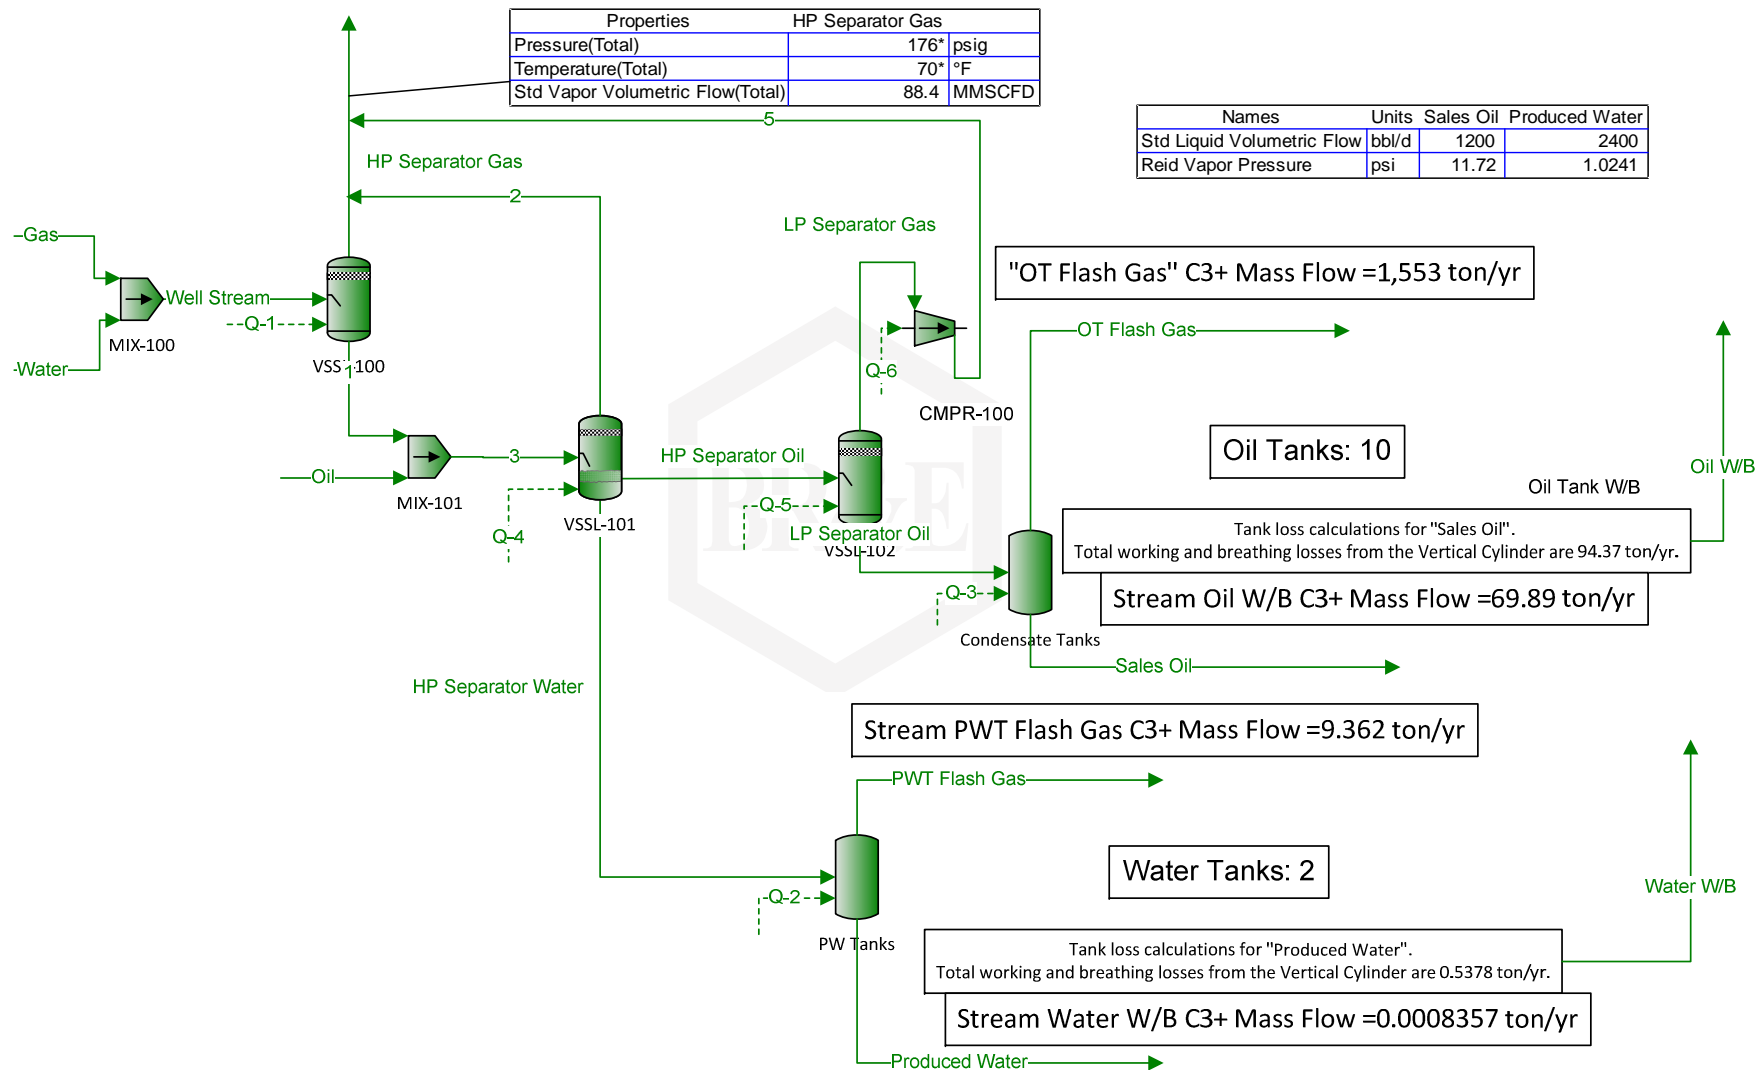 Properties HP Separator Gas
Pressure(Total) 176* psig
Temperature(Total) 70* °F
Std Vapor Volumetric Flow(Total) 88.4 MMSCFD
Names Units Sales Oil Produced Water
Std Liquid Volumetric Flow bbl/d 1200 2400
Reid Vapor Pressure psi 11.72 1.0241
5
HP Separator Gas
2
LP Separator Gas
Gas
"OT Flash Gas" C3+ Mass Flow =1,553 ton/yr
Well Stream
Q-1
MIX-100
OT Flash Gas
Water
VSSL-100
1
Q-6
CMPR-100
Oil Tanks: 10
HP Separator Oil
3
Oil
MIX-101
Oil W/B
Oil Tank W/B
BR&E
Q-5
VSSL-101
Q-4
LP Separator Oil
VSSL-102
Tank loss calculations for "Sales Oil".
Total working and breathing losses from the Vertical Cylinder are 94.37 ton/yr.
Q-3
Stream Oil W/B C3+ Mass Flow =69.89 ton/yr
Condensate Tanks
Sales Oil
HP Separator Water
Stream PWT Flash Gas C3+ Mass Flow =9.362 ton/yr
PWT Flash Gas
Water Tanks: 2
Water W/B
Q-2
PW Tanks
Tank loss calculations for "Produced Water".
Total working and breathing losses from the Vertical Cylinder are 0.5378 ton/yr.
Stream Water W/B C3+ Mass Flow =0.0008357 ton/yr
Produced Water